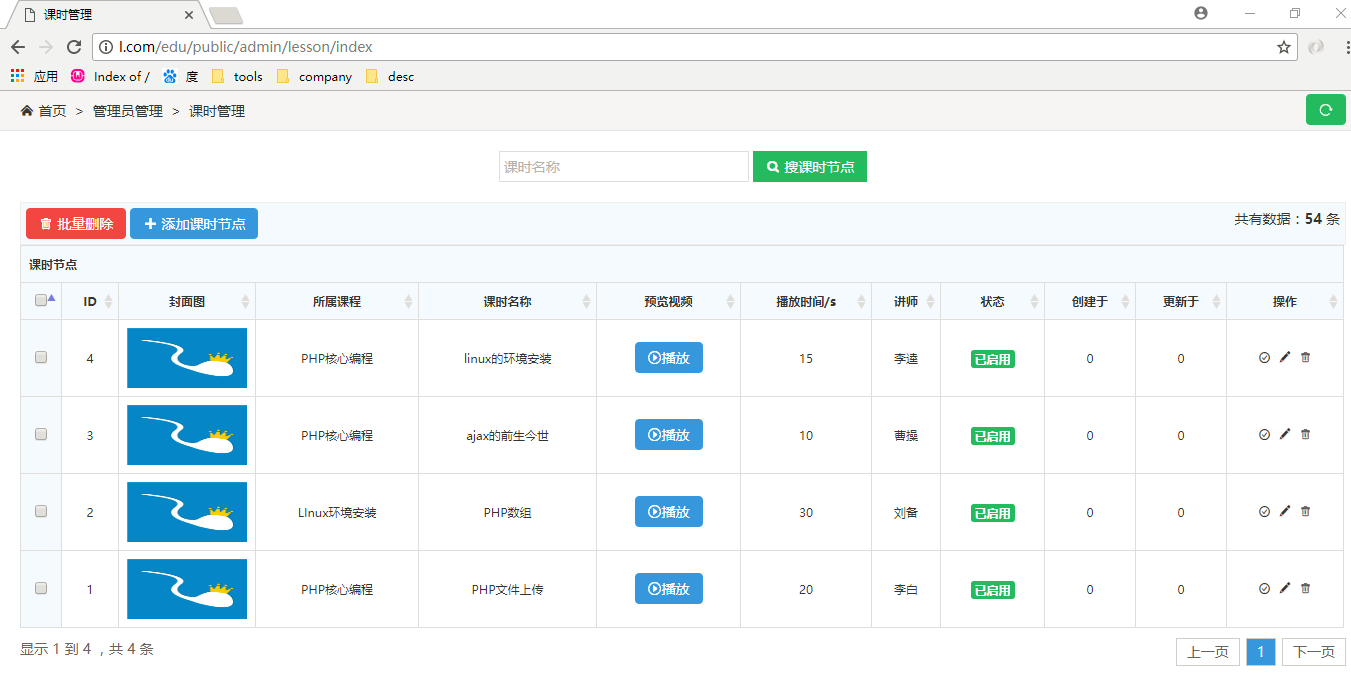 课时管理
l.com/edu/public/admin/lesson/index
应用 Index of / 度 tools company desc
首页 > 管理员管理 > 课时管理
课时名称 搜课时节点
批量删除 添加课时节点 共有数据：54 条
课时节点
ID 封面图 所属课程 课时名称 预览视频 播放时间/s 讲师 状态 创建于 更新于 操作
4 PHP核心编程 linux的环境安装 播放 15 李逵 已启用 0 0
3 PHP核心编程 ajax的前生今世 播放 10 曹操 已启用 0 0
2 LInux环境安装 PHP数组 播放 30 刘备 已启用 0 0
1 PHP核心编程 PHP文件上传 播放 20 李白 已启用 0 0
显示 1 到 4 ，共 4 条 上一页 1 下一页